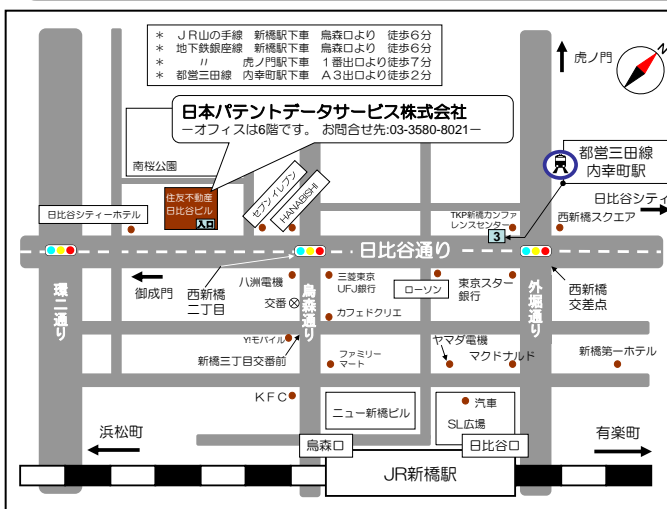 * ＪＲ山の手線 新橋駅下車 烏森口より 徒歩６分
* 地下鉄銀座線 新橋駅下車 烏森口より 徒歩６分
* 〃 虎ノ門駅下車 １番出口より徒歩７分
* 都営三田線 内幸町駅下車 Ａ３出口より徒歩２分
虎ノ門
N
日本パテントデータサービス株式会社
－オフィスは6階です。 お問合せ先:03-3580-8021－
都営三田線
内幸町駅
南桜公園
住友不動産
日比谷ビル
入口
セブンイレブン
HANABISHI
日比谷シティーホテル
TKP新橋カンファ
レンスセンター
3
西新橋スクエア
日比谷シティ
日比谷通り
環二通り
御成門
西新橋
二丁目
八洲電機
交番
烏森通り
三菱東京
UFJ銀行
カフェドクリエ
ローソン
東京スター
銀行
外堀通り
西新橋
交差点
Y!モバイル
新橋三丁目交番前
ファミリー
マート
ヤマダ電機
マクドナルド
新橋第一ホテル
ＫＦＣ
ニュー新橋ビル
汽車
SL広場
浜松町
烏森口
日比谷口
有楽町
JR新橋駅